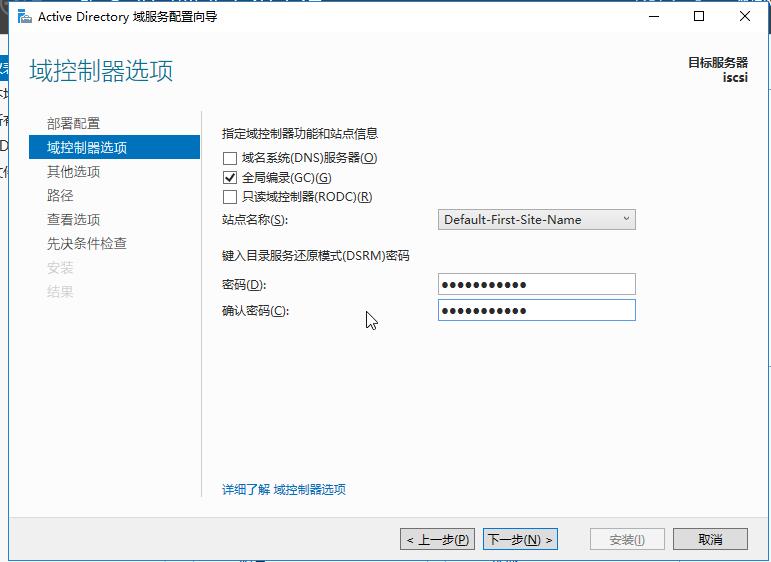 Active Directory 域服务配置向导
域控制器选项
目标服务器
iscsi
部署配置
域控制器选项
其他选项
路径
查看选项
先决条件检查
安装
结果
指定域控制器功能和站点信息
域名系统(DNS)服务器(O)
全局编录(GC)(G)
只读域控制器(RODC)(R)
站点名称(S): Default-First-Site-Name
键入目录服务还原模式(DSRM)密码
密码(D): ●●●●●●●●●●●
确认密码(C): ●●●●●●●●●●●
详细了解 域控制器选项
< 上一步(P) 下一步(N) > 安装(I) 取消